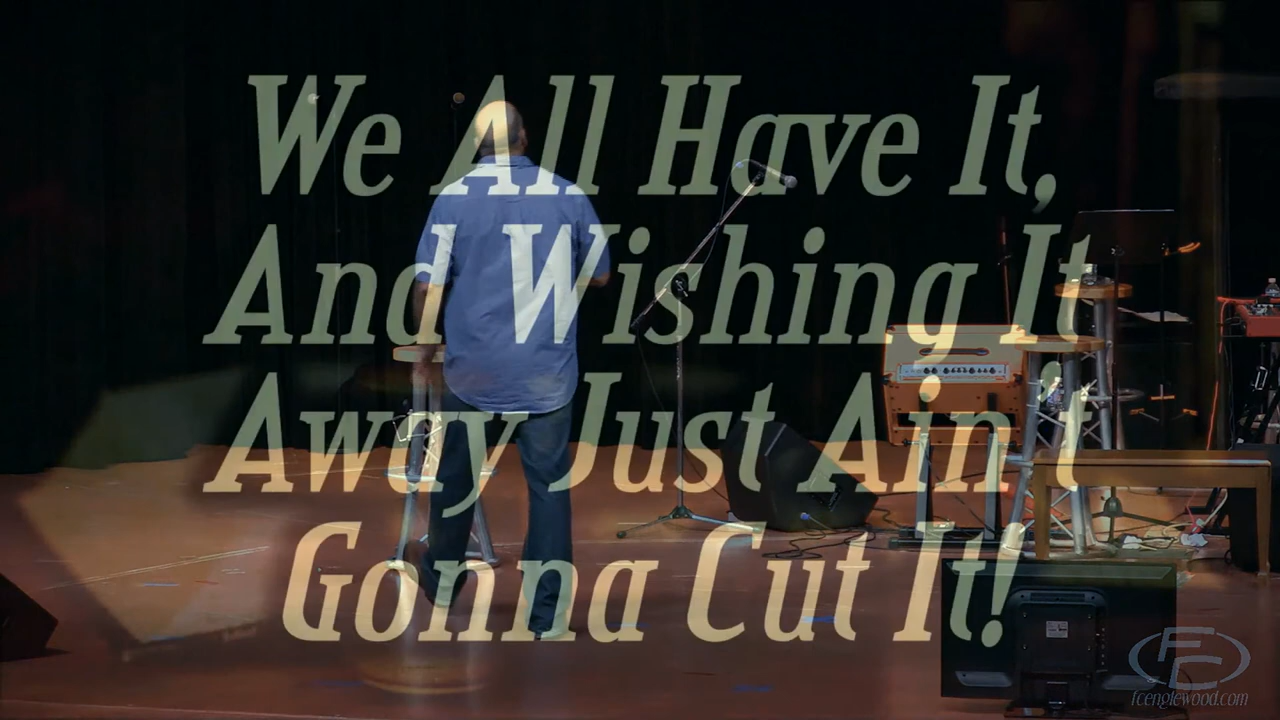 We All Have It,
And Wishing It
Away Just Ain't
Gonna Cut It!
FC
fcenglewood.com